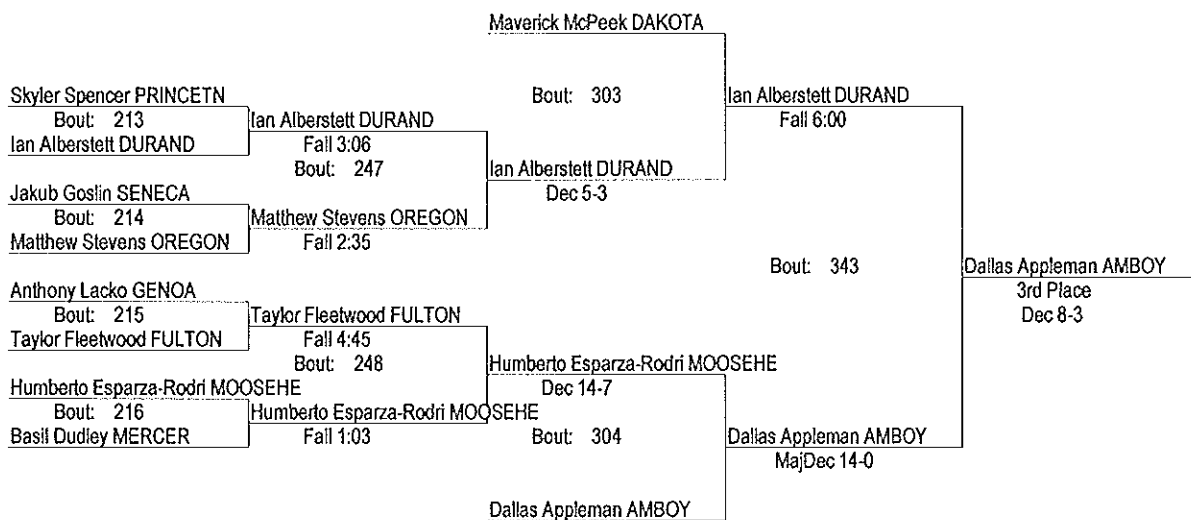 Maverick McPeek DAKOTA
Skyler Spencer PRINCETN
Bout: 303
Ian Alberstett DURAND
Bout: 213
Ian Alberstett DURAND
Fall 6:00
Ian Alberstett DURAND
Fall 3:06
Bout: 247
Ian Alberstett DURAND
Dec 5-3
Jakub Goslin SENECA
Bout: 214
Matthew Stevens OREGON
Matthew Stevens OREGON
Fall 2:35
Bout: 343
Dallas Appleman AMBOY
3rd Place
Dec 8-3
Anthony Lacko GENOA
Bout: 215
Taylor Fleetwood FULTON
Taylor Fleetwood FULTON
Fall 4:45
Bout: 248
Humberto Esparza-Rodri MOOSEHE
Dec 14-7
Humberto Esparza-Rodri MOOSEHE
Bout: 216
Humberto Esparza-Rodri MOOSEHE
Basil Dudley MERCER
Fall 1:03
Bout: 304
Dallas Appleman AMBOY
MajDec 14-0
Dallas Appleman AMBOY